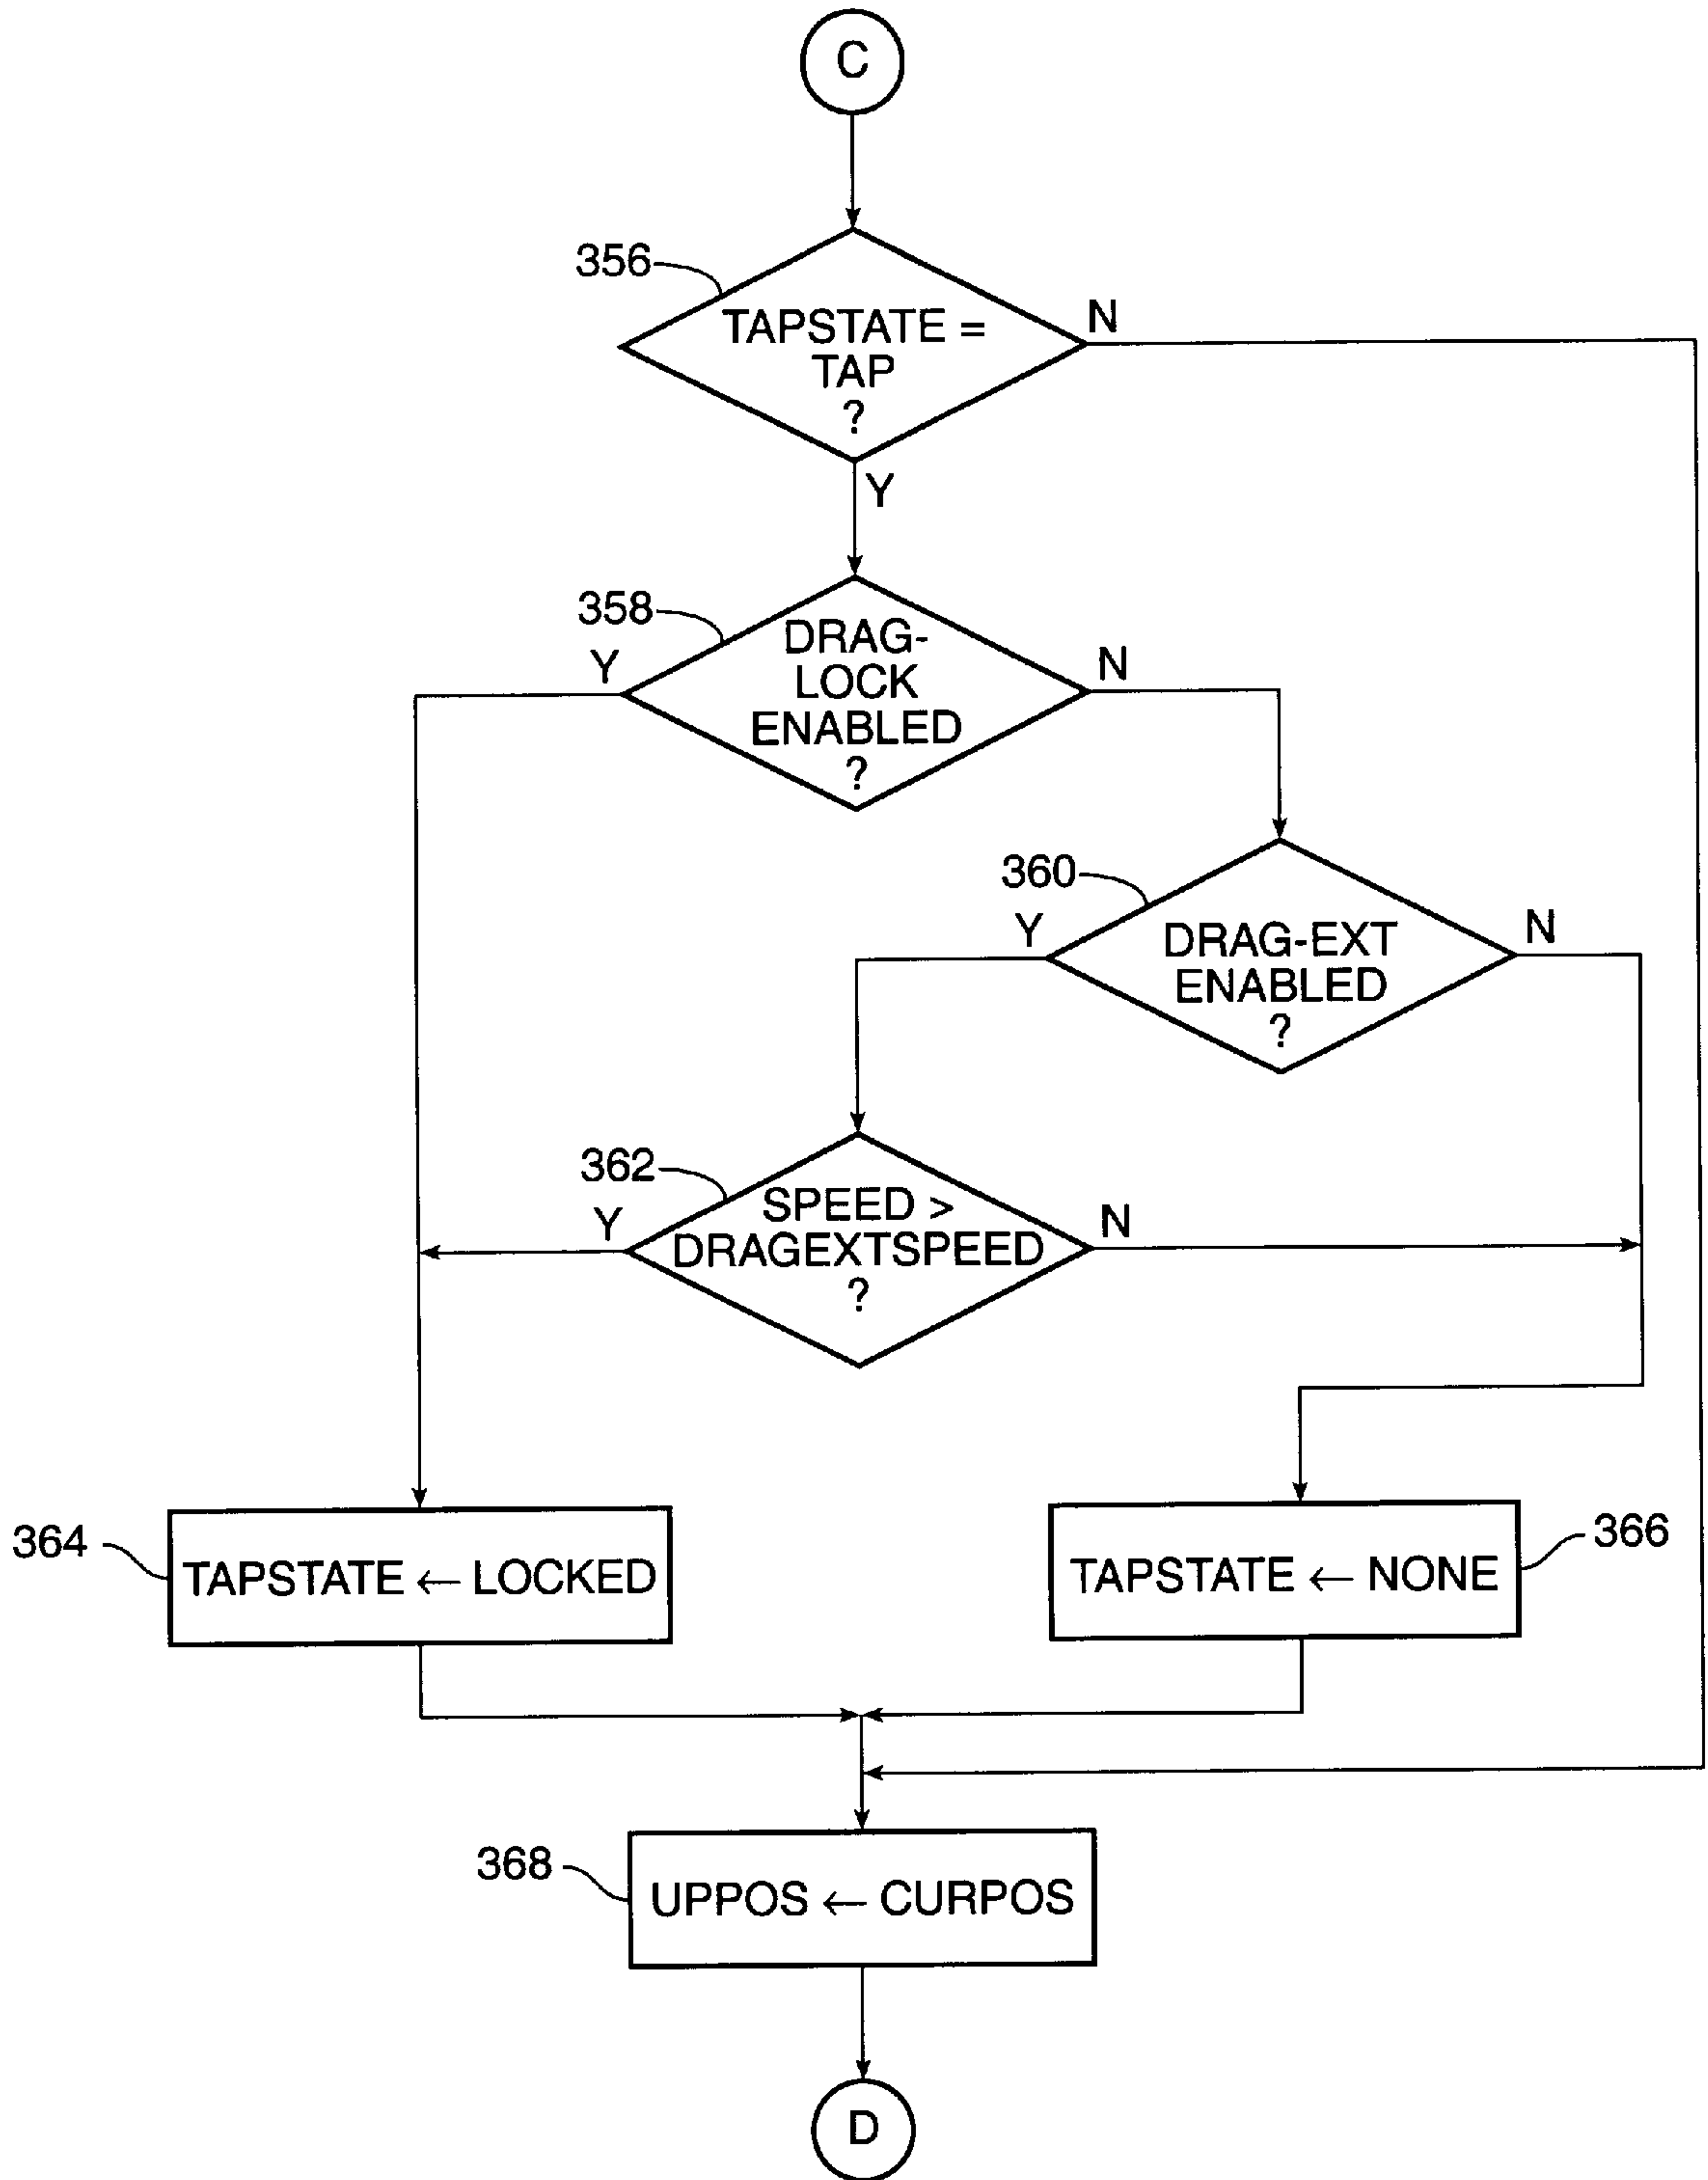 C
356
TAPSTATE =
TAP
?
N
Y
358
DRAG-
LOCK
ENABLED
?
Y
N
360
DRAG-EXT
ENABLED
?
Y
N
362
SPEED >
DRAGEXTSPEED
?
Y
N
364
TAPSTATE ← LOCKED
TAPSTATE ← NONE
366
368
UPPOS ← CURPOS
D